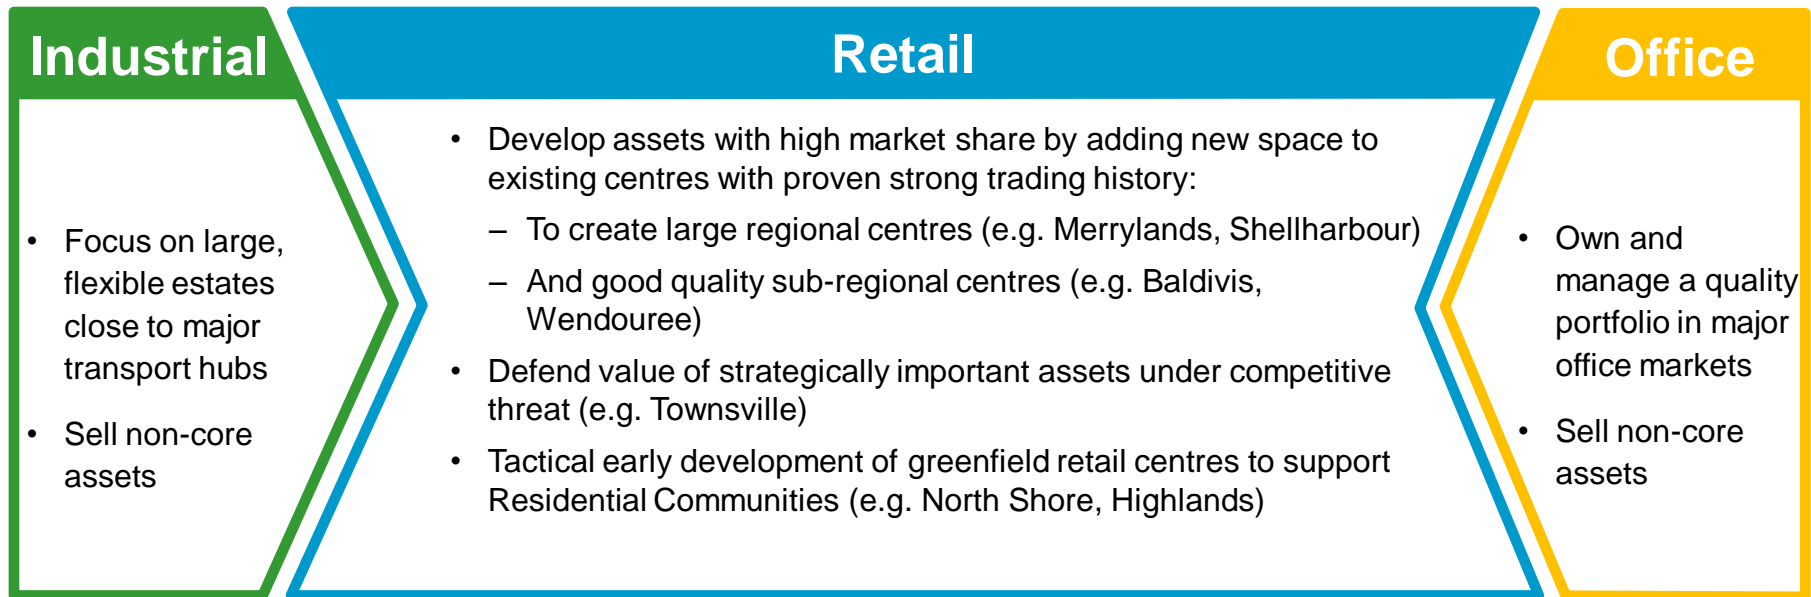 Industrial
• Focus on large,
flexible estates
close to major
transport hubs
• Sell non-core
assets
Retail
• Develop assets with high market share by adding new space to
existing centres with proven strong trading history:
– To create large regional centres (e.g. Merrylands, Shellharbour)
– And good quality sub-regional centres (e.g. Baldivis,
Wendouree)
• Defend value of strategically important assets under competitive
threat (e.g. Townsville)
• Tactical early development of greenfield retail centres to support
Residential Communities (e.g. North Shore, Highlands)
Office
• Own and
manage a quality
portfolio in major
office markets
• Sell non-core
assets